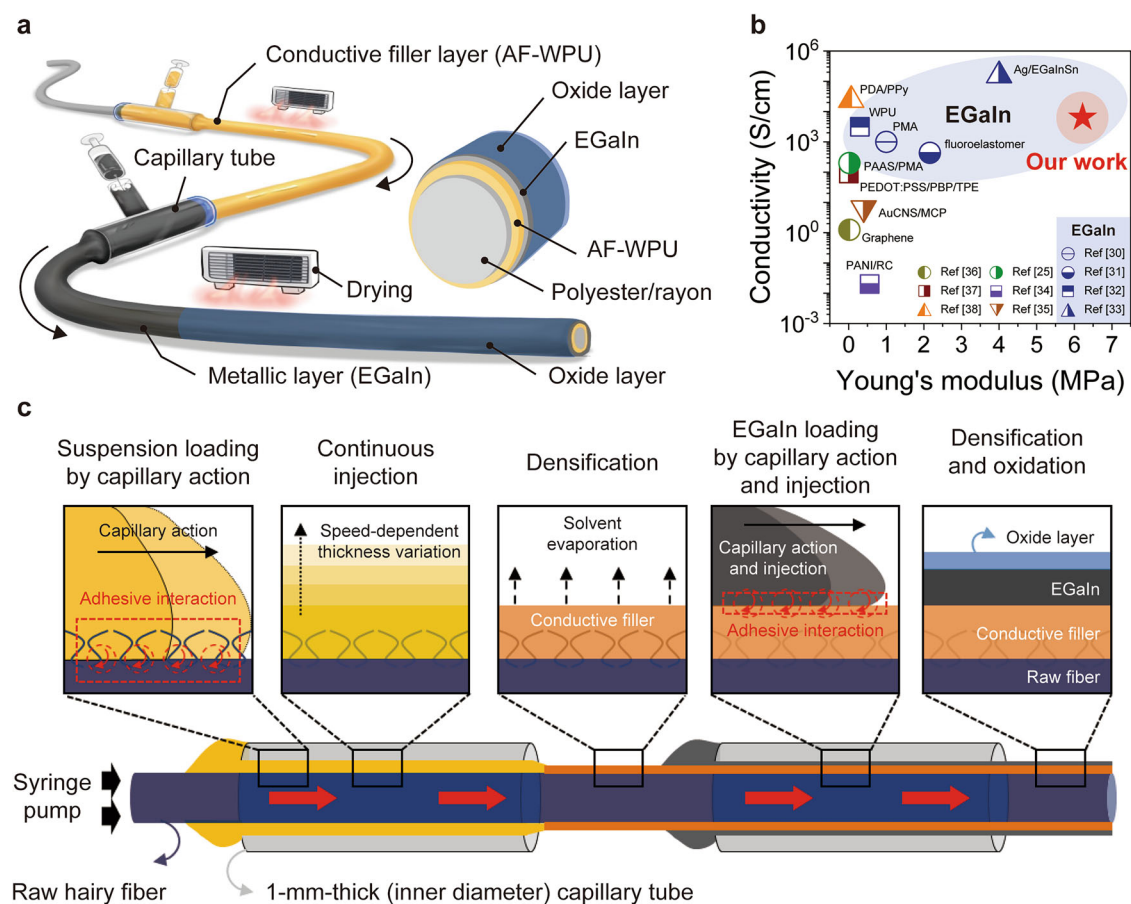 a
Conductive filler layer (AF-WPU)
Oxide layer
EGaIn
Capillary tube
AF-WPU
Drying
Polyester/rayon
Metallic layer (EGaIn)
Oxide layer
b
Conductivity (S/cm)
10^6
10^3
10^0
10^-3
0 1 2 3 4 5 6 7
Young's modulus (MPa)
Ag/EGaInSn
PDA/PPy
WPU
PMA
EGaIn
fluoroelastomer
Our work
PAAS/PMA
PEDOT:PSS/PBP/TPE
AuCNS/MCP
Graphene
PANI/RC
EGaIn
Ref [30]
Ref [36] Ref [25] Ref [31]
Ref [37] Ref [34] Ref [32]
Ref [38] Ref [35] Ref [33]
c
Suspension loading
by capillary action
Capillary action
Adhesive interaction
Continuous
injection
Speed-dependent
thickness variation
Densification
Solvent
evaporation
Conductive filler
EGaIn loading
by capillary action
and injection
Capillary action
and injection
Adhesive interaction
Densification
and oxidation
Oxide layer
EGaIn
Conductive filler
Raw fiber
Syringe
pump
Raw hairy fiber
1-mm-thick (inner diameter) capillary tube